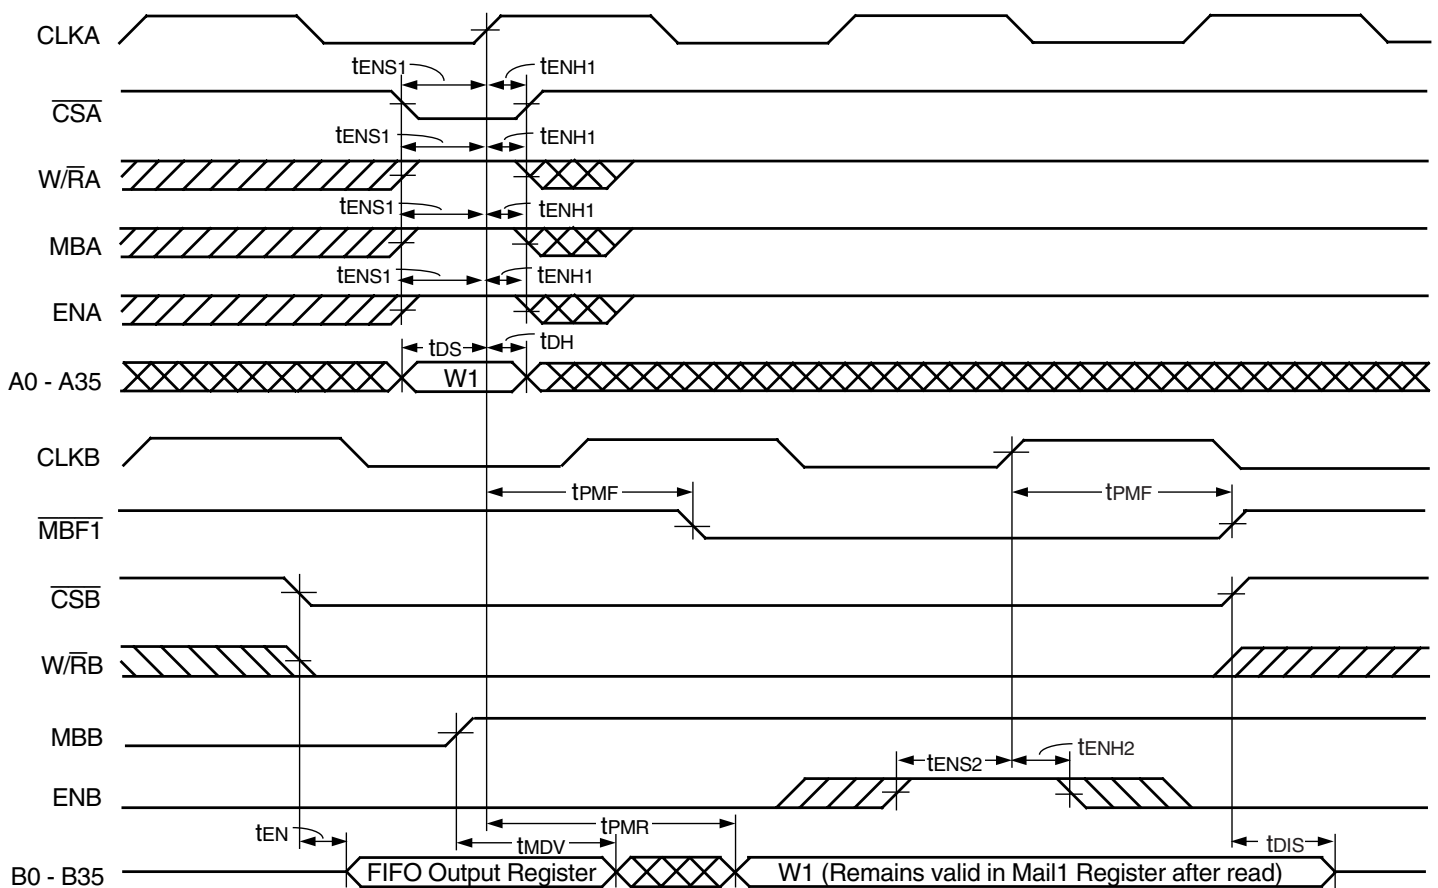 CLKA
tENS1 tENH1
CSA
tENS1 tENH1
W/RA
tENS1 tENH1
MBA
tENS1 tENH1
ENA
tDS tDH
A0 - A35 W1
CLKB
tPMF tPMF
MBF1
CSB
W/RB
MBB
tENS2 tENH2
ENB
tEN tMDV tPMR tDIS
B0 - B35 FIFO Output Register W1 (Remains valid in Mail1 Register after read)